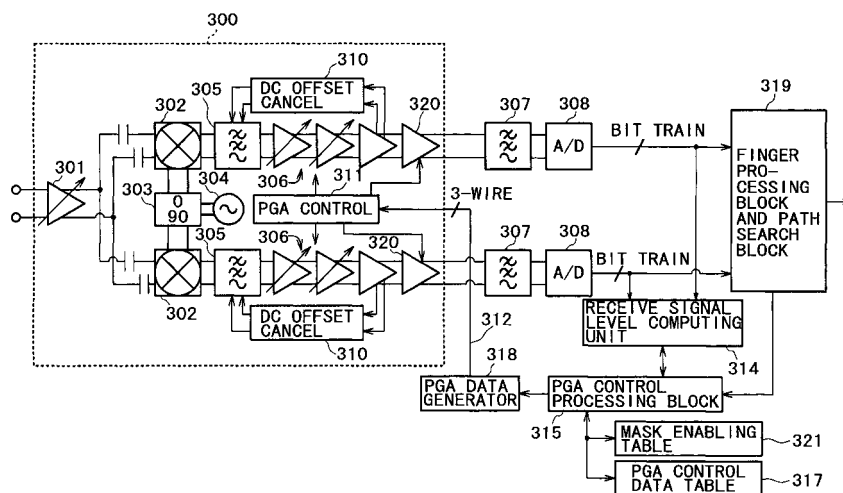 300
310
302
305
DC OFFSET
CANCEL
320
307
308
319
301
A/D
BIT TRAIN
FINGER
PRO-
CESSING
BLOCK
AND PATH
SEARCH
BLOCK
304
306
311
303
0
90
PGA CONTROL
3-WIRE
305
306
320
307
308
A/D
BIT TRAIN
302
DC OFFSET
CANCEL
310
312
RECEIVE SIGNAL
LEVEL COMPUTING
UNIT
314
318
PGA DATA
GENERATOR
PGA CONTROL
PROCESSING BLOCK
315
MASK ENABLING
TABLE
321
PGA CONTROL
DATA TABLE
317